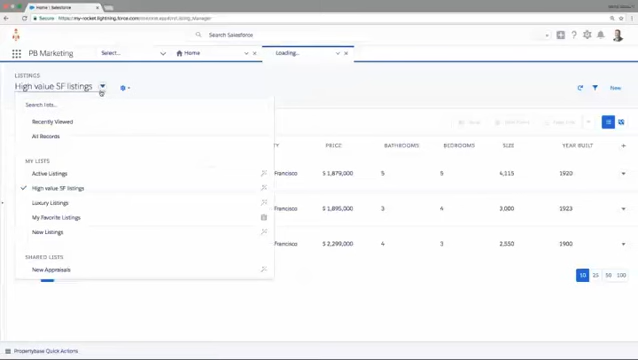 Home | Salesforce
Secure
https://my-rocket.lightning.force.com/one/one.app#/n/Listing_Manager
Search Salesforce
PB Marketing
Select...
Home
Loading...
LISTINGS
High value SF listings
New
Search lists...
Recently Viewed
All Records
MY LISTS
Active Listings
High value SF listings
Luxury Listings
My Favorite Listings
New Listings
SHARED LISTS
New Appraisals
PRICE BATHROOMS BEDROOMS SIZE YEAR BUILT
Francisco $ 1,879,000 5 5 4,115 1920
Francisco $ 1,895,000 3 4 3,000 1923
Francisco $ 2,299,000 4 3 2,550 1900
10 25 50 100
Propertybase Quick Actions